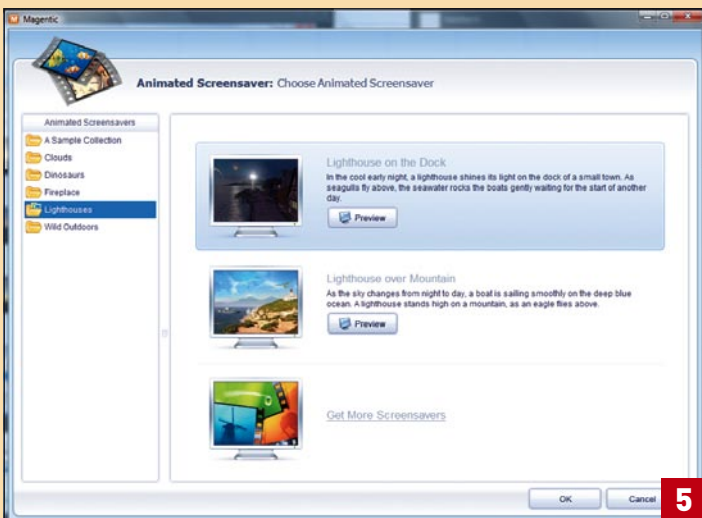 Magentic
Animated Screensaver: Choose Animated Screensaver
Animated Screensavers
A Sample Collection
Clouds
Dinosaurs
Fireplace
Lighthouses
Wild Outdoors
Lighthouse on the Dock
In the cool early night, a lighthouse shines its light on the dock of a small town. As
seagulls fly above, the seawater rocks the boats gently waiting for the start of another
day.
Preview
Lighthouse over Mountain
As the sky changes from night to day, a boat is sailing smoothly on the deep blue
ocean. A lighthouse stands high on a mountain, as an eagle flies above.
Preview
Get More Screensavers
OK
Cancel
5